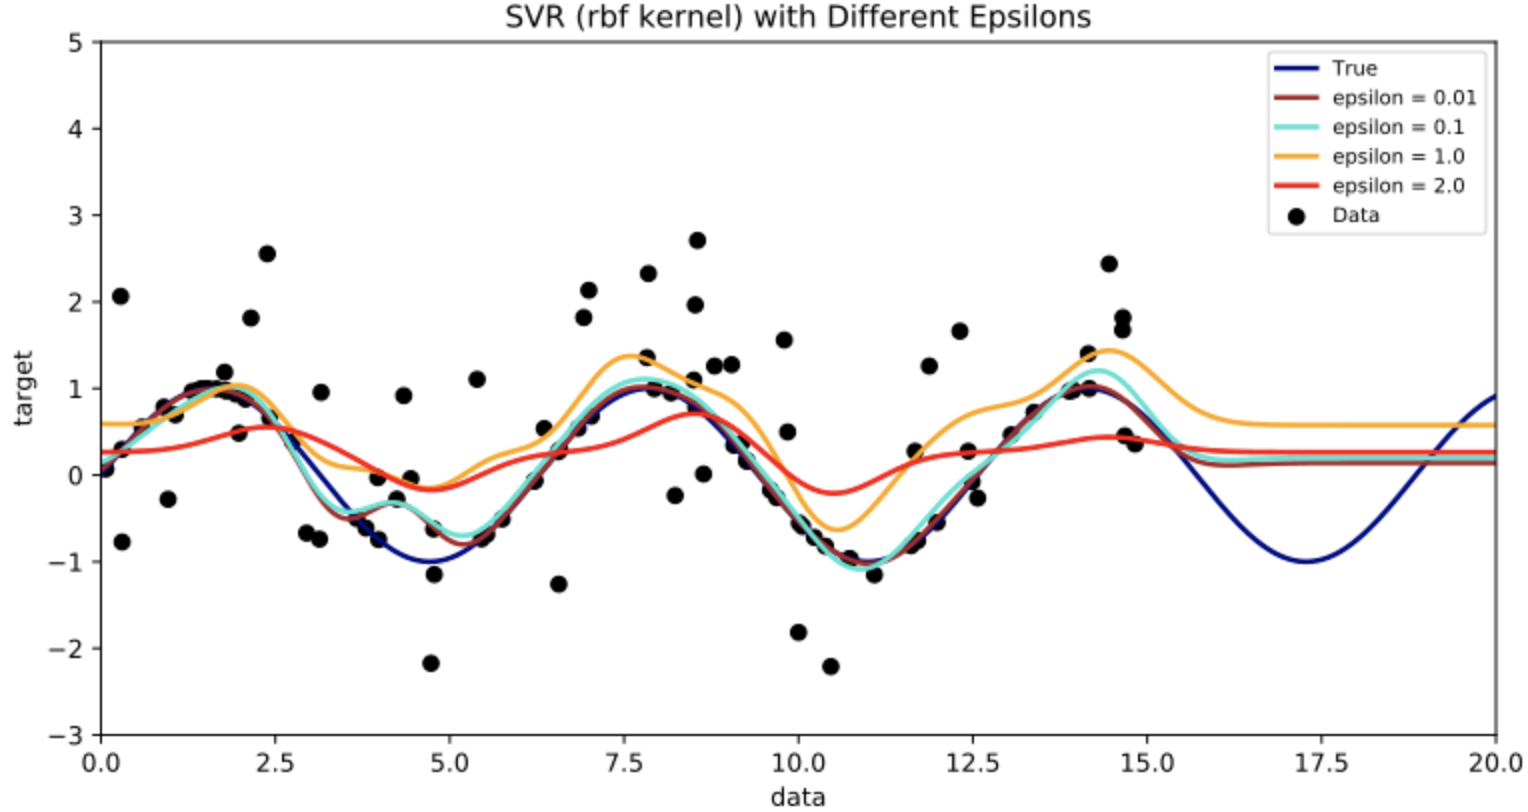 SVR (rbf kernel) with Different Epsilons
5
4
3
2
1
0
−1
−2
−3
target
True
epsilon = 0.01
epsilon = 0.1
epsilon = 1.0
epsilon = 2.0
Data
0.0 2.5 5.0 7.5 10.0 12.5 15.0 17.5 20.0
data